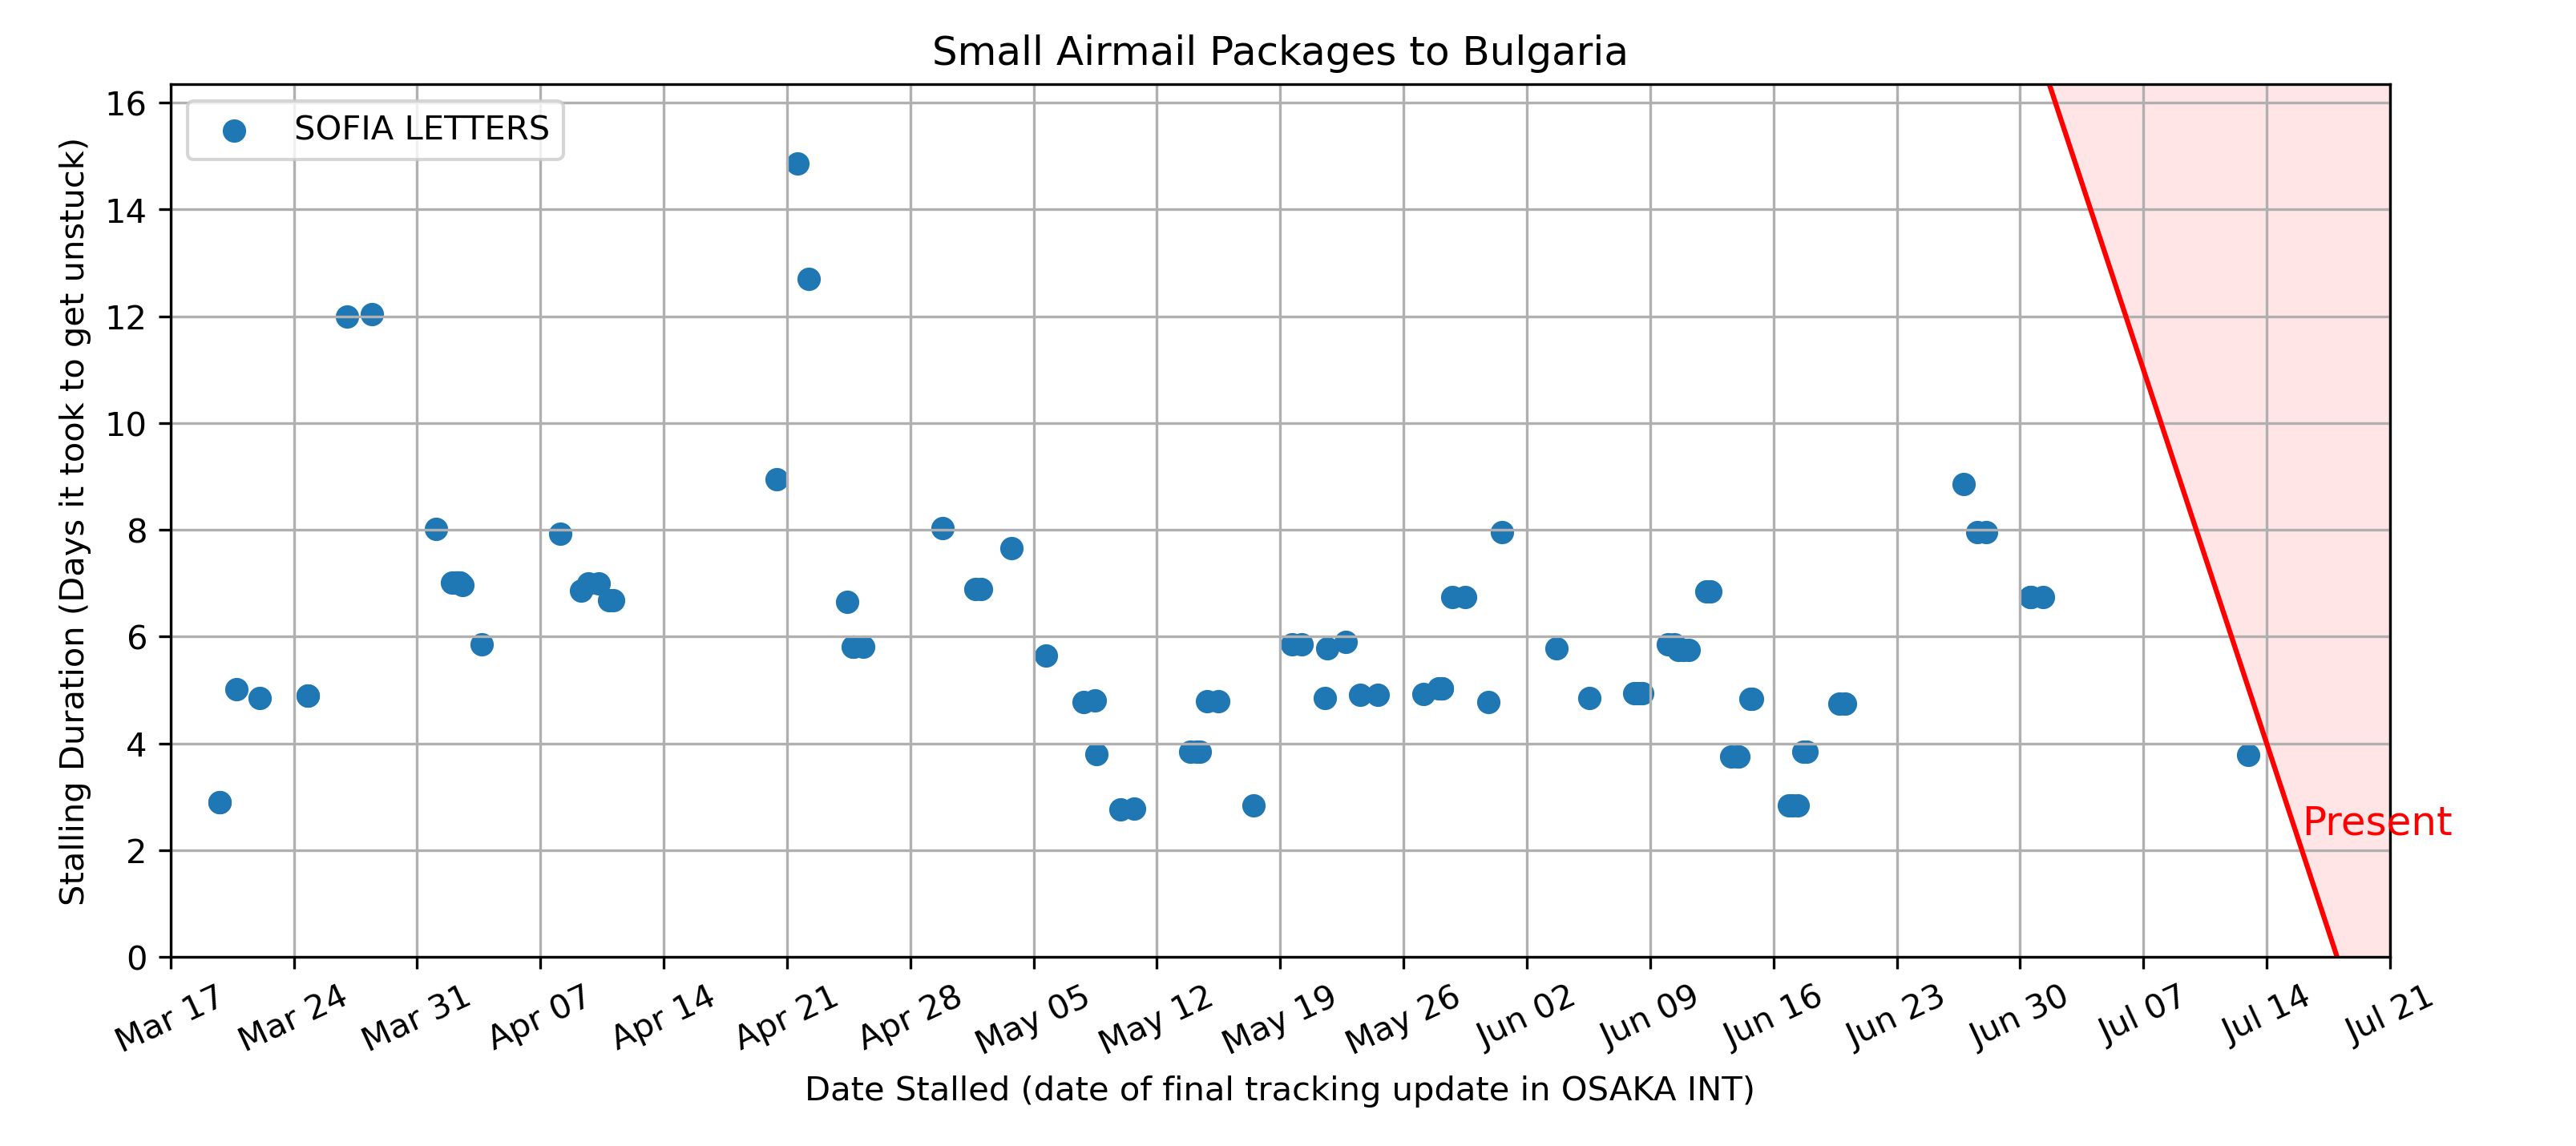 Small Airmail Packages to Bulgaria
SOFIA LETTERS
Stalling Duration (Days it took to get unstuck)
16
14
12
10
8
6
4
2
0
Present
Mar 17
Mar 24
Mar 31
Apr 07
Apr 14
Apr 21
Apr 28
May 05
May 12
May 19
May 26
Jun 02
Jun 09
Jun 16
Jun 23
Jun 30
Jul 07
Jul 14
Jul 21
Date Stalled (date of final tracking update in OSAKA INT)